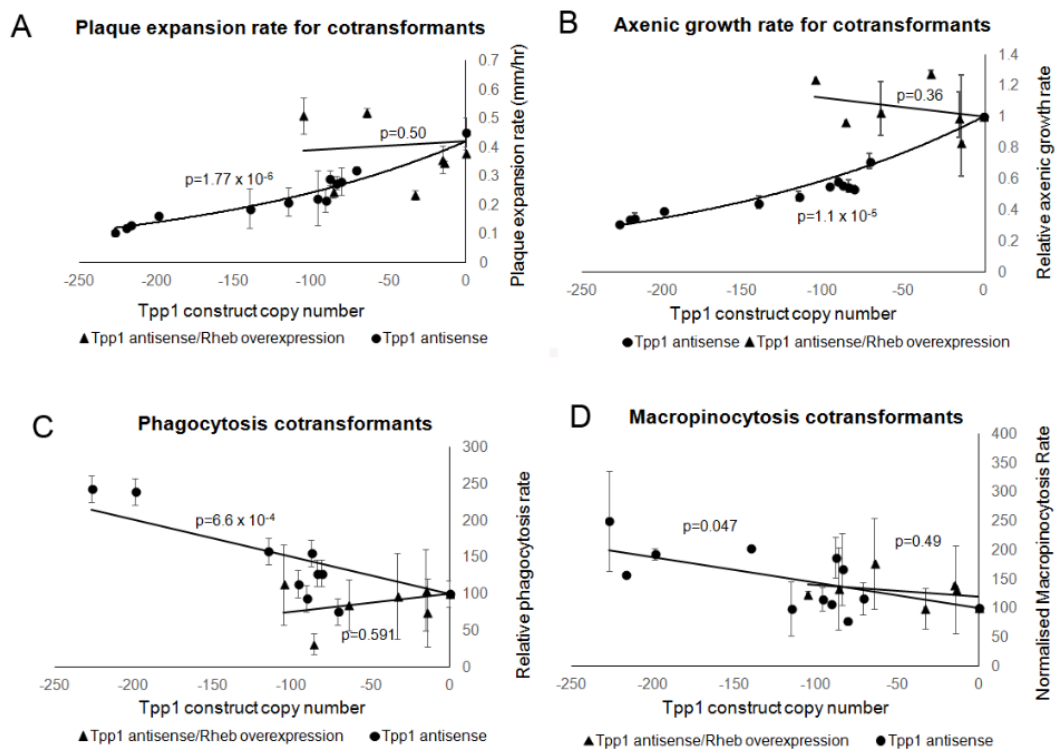 A
Plaque expansion rate for cotransformants
0.7
0.6
0.5
0.4
0.3
0.2
0.1
0
Plaque expansion rate (mm/hr)
p=0.50
p=1.77 x 10-6
-250
-200
-150
-100
-50
0
Tpp1 construct copy number
▲Tpp1 antisense/Rheb overexpression ●Tpp1 antisense
B
Axenic growth rate for cotransformants
1.4
1.2
1
0.8
0.6
0.4
0.2
0
Relative axenic growth rate
p=0.36
p=1.1 x 10-5
-250
-200
-150
-100
-50
0
Tpp1 construct copy number
●Tpp1 antisense ▲Tpp1 antisense/Rheb overexpression
C
Phagocytosis cotransformants
300
250
200
150
100
50
0
Relative phagocytosis rate
p=6.6 x 10-4
p=0.591
-250
-200
-150
-100
-50
0
Tpp1 construct copy number
▲Tpp1 antisense/Rheb overexpression ●Tpp1 antisense
D
Macropinocytosis cotransformants
400
350
300
250
200
150
100
50
0
Normalised Macropinocytosis Rate
p=0.047
p=0.49
-250
-200
-150
-100
-50
0
Tpp1 construct copy number
▲Tpp1 antisense/Rheb overexpression ●Tpp1 antisense